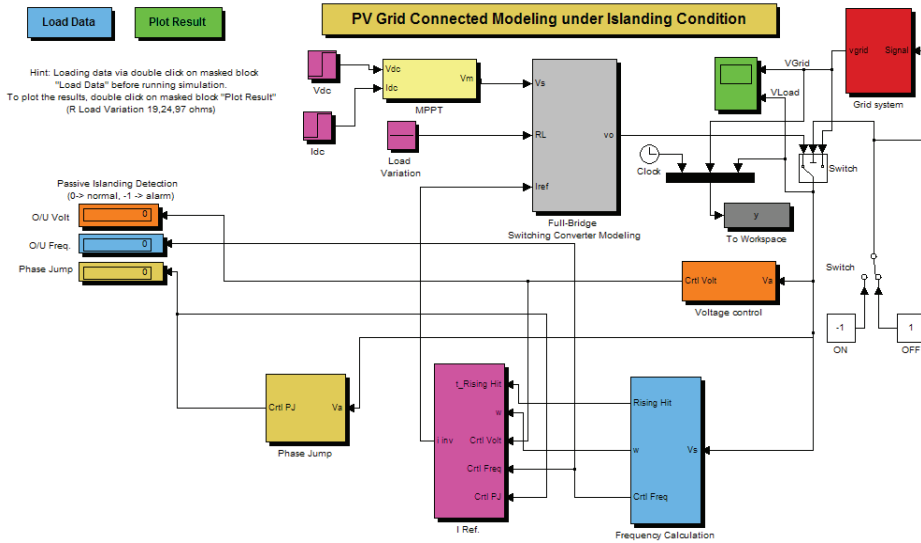 Load Data
Plot Result
PV Grid Connected Modeling under Islanding Condition
Hint: Loading data via double click on masked block
"Load Data" before running simulation.
To plot the results, double click on masked block "Plot Result"
(R Load Variation 19,24,97 ohms)
Vdc
Idc
Vdc
Idc
Vm
MPPT
Load
Variation
Vs
RL
Iref
vo
Full-Bridge
Switching Converter Modeling
VGrid
VLoad
vgrid
Signal
Grid system
Clock
Switch
y
To Workspace
Passive Islanding Detection
(0-> normal, -1 -> alarm)
O/U Volt
0
O/U Freq.
0
Phase Jump
0
Crtl Volt
Va
Voltage control
Switch
-1
ON
1
OFF
Crtl PJ
Va
Phase Jump
t_Rising Hit
w
i inv
Crtl Volt
Crtl Freq
Crtl PJ
I Ref.
Rising Hit
w
Vs
Crtl Freq
Frequency Calculation